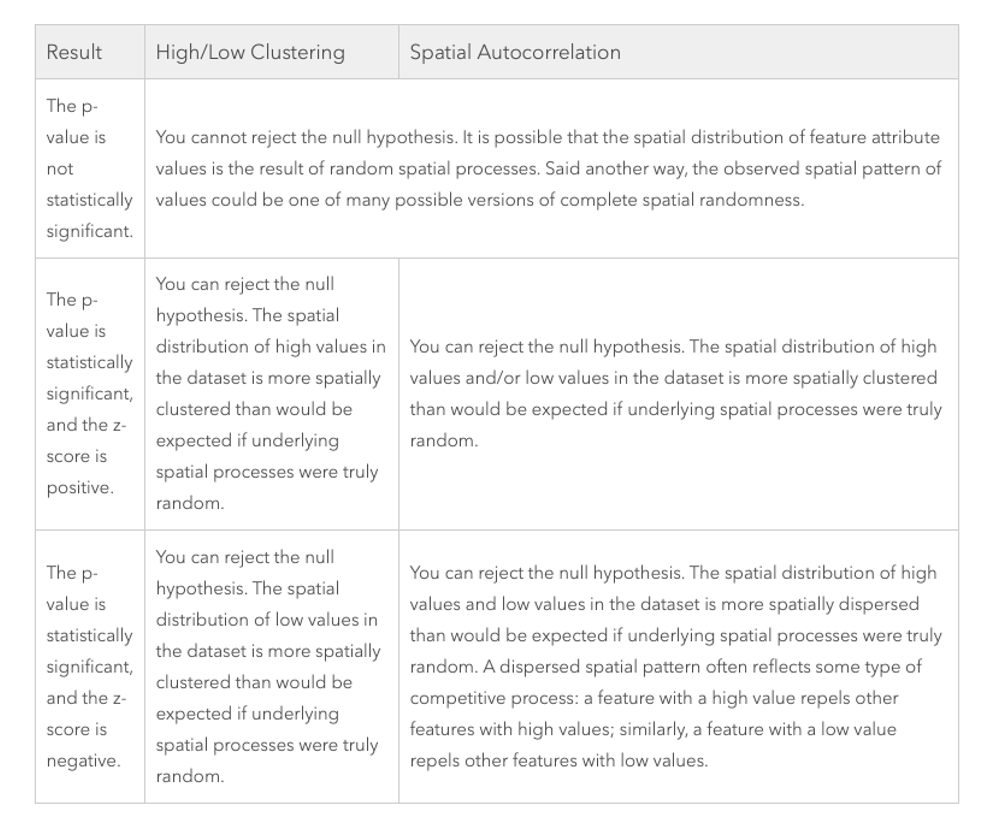 Result
High/Low Clustering
Spatial Autocorrelation
The p-
value is
not
statistically
significant.
You cannot reject the null hypothesis. It is possible that the spatial distribution of feature attribute
values is the result of random spatial processes. Said another way, the observed spatial pattern of
values could be one of many possible versions of complete spatial randomness.
The p-
value is
statistically
significant,
and the z-
score is
positive.
You can reject the null
hypothesis. The spatial
distribution of high values in
the dataset is more spatially
clustered than would be
expected if underlying
spatial processes were truly
random.
You can reject the null hypothesis. The spatial distribution of high
values and/or low values in the dataset is more spatially clustered
than would be expected if underlying spatial processes were truly
random.
The p-
value is
statistically
significant,
and the z-
score is
negative.
You can reject the null
hypothesis. The spatial
distribution of low values in
the dataset is more spatially
clustered than would be
expected if underlying
spatial processes were truly
random.
You can reject the null hypothesis. The spatial distribution of high
values and low values in the dataset is more spatially dispersed
than would be expected if underlying spatial processes were truly
random. A dispersed spatial pattern often reflects some type of
competitive process: a feature with a high value repels other
features with high values; similarly, a feature with a low value
repels other features with low values.